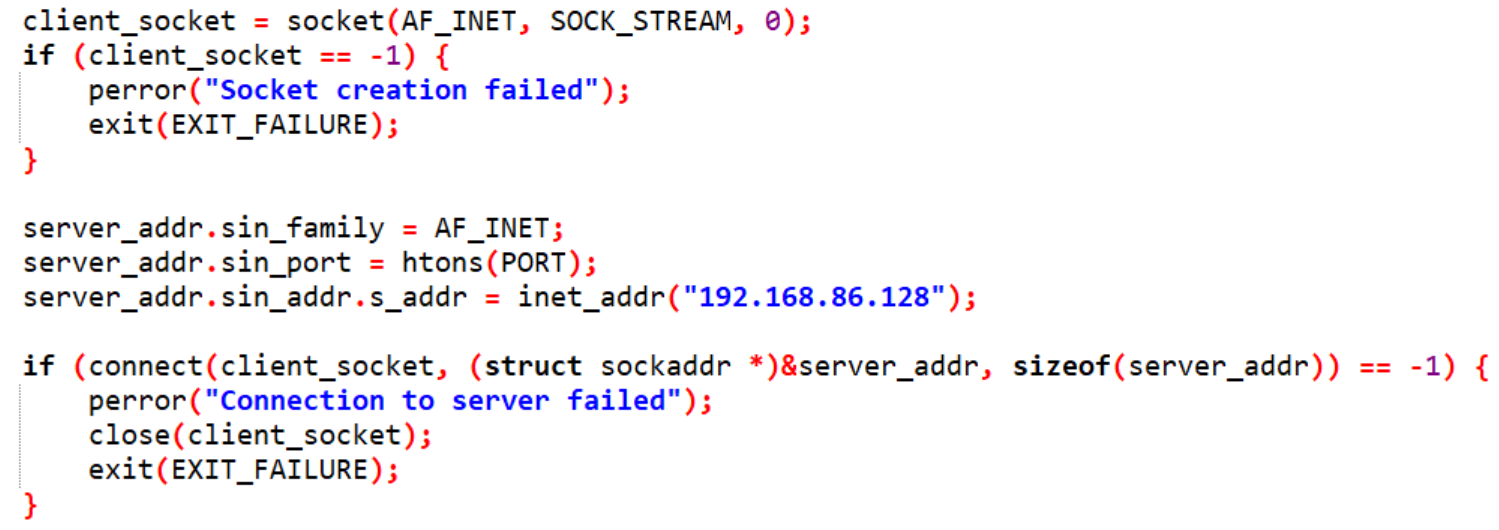 client_socket = socket(AF_INET, SOCK_STREAM, 0);
if (client_socket == -1) {
    perror("Socket creation failed");
    exit(EXIT_FAILURE);
}

server_addr.sin_family = AF_INET;
server_addr.sin_port = htons(PORT);
server_addr.sin_addr.s_addr = inet_addr("192.168.86.128");

if (connect(client_socket, (struct sockaddr *)&server_addr, sizeof(server_addr)) == -1) {
    perror("Connection to server failed");
    close(client_socket);
    exit(EXIT_FAILURE);
}